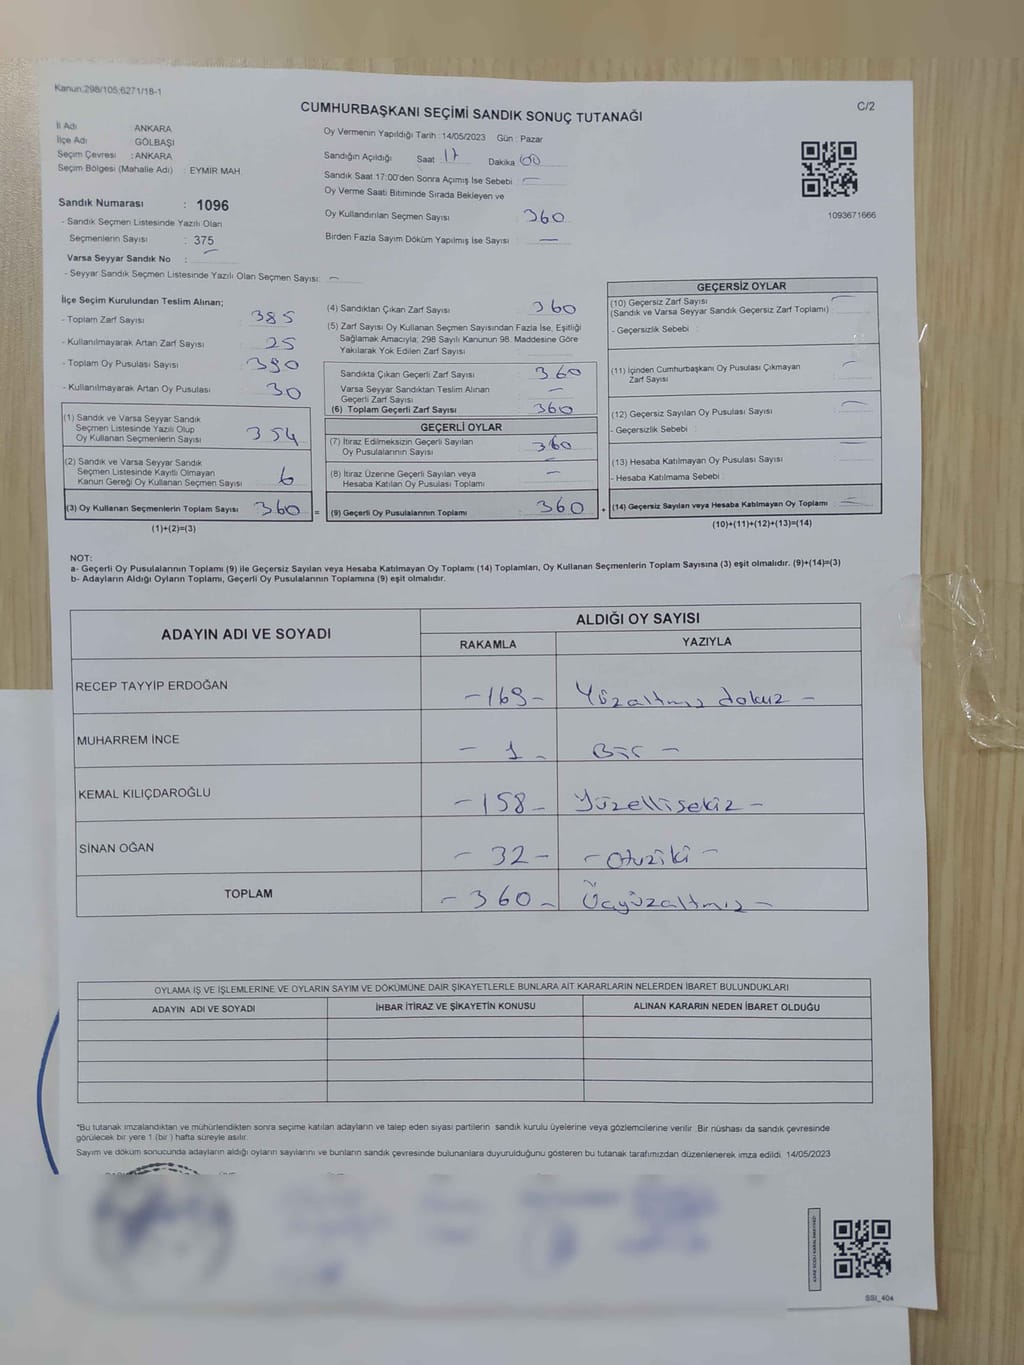 Kanun:298/105;6271/18-1
CUMHURBAŞKANI SEÇİMİ SANDIK SONUÇ TUTANAĞI
C/2
İl Adı ANKARA
İlçe Adı : GÖLBAŞI
Seçim Çevresi : ANKARA
Seçim Bölgesi (Mahalle Adı) : EYMIR MAH.
Sandık Numarası : 1096
- Sandık Seçmen Listesinde Yazılı Olan
Seçmenlerin Sayısı : 375
Varsa Seyyar Sandık No :
- Seyyar Sandık Seçmen Listesinde Yazılı Olan Seçmen Sayısı: —
Oy Vermenin Yapıldığı Tarih : 14/05/2023 Gün : Pazar
Sandığın Açıldığı Saat : 17 Dakika 00
Sandık Saat 17:00'den Sonra Açımış İse Sebebi : —
Oy Verme Saati Bitiminde Sırada Bekleyen ve
Oy Kullandırılan Seçmen Sayısı 360
Birden Fazla Sayım Döküm Yapılmış İse Sayısı : —
1093671666
İlçe Seçim Kurulundan Teslim Alınan;
- Toplam Zarf Sayısı : 385
- Kullanılmayarak Artan Zarf Sayısı : 25
- Toplam Oy Pusulası Sayısı : 390
- Kullanılmayarak Artan Oy Pusulası : 30
(1) Sandık ve Varsa Seyyar Sandık
Seçmen Listesinde Yazılı Olup
Oy Kullanan Seçmenlerin Sayısı 354
(2) Sandık ve Varsa Seyyar Sandık
Seçmen Listesinde Kayıtlı Olmayan
Kanun Gereği Oy Kullanan Seçmen Sayısı 6
(3) Oy Kullanan Seçmenlerin Toplam Sayısı 360 =
(1)+(2)=(3)
(4) Sandıktan Çıkan Zarf Sayısı : 360
(5) Zarf Sayısı Oy Kullanan Seçmen Sayısından Fazla İse, Eşitliği
Sağlamak Amacıyla; 298 Sayılı Kanunun 98. Maddesine Göre
Yakılarak Yok Edilen Zarf Sayısı
Sandıkta Çıkan Geçerli Zarf Sayısı : 360
Varsa Seyyar Sandıktan Teslim Alınan
Geçerli Zarf Sayısı : —
(6) Toplam Geçerli Zarf Sayısı : 360
GEÇERLİ OYLAR
(7) İtiraz Edilmeksizin Geçerli Sayılan
Oy Pusulalarının Sayısı 360
(8) İtiraz Üzerine Geçerli Sayılan veya
Hesaba Katılan Oy Pusulası Toplamı —
(9) Geçerli Oy Pusulalarının Toplamı : 360 +
GEÇERSİZ OYLAR
(10) Geçersiz Zarf Sayısı
(Sandık ve Varsa Seyyar Sandık Geçersiz Zarf Toplamı) : —
- Geçersizlik Sebebi :
(11) İçinden Cumhurbaşkanı Oy Pusulası Çıkmayan
Zarf Sayısı : —
(12) Geçersiz Sayılan Oy Pusulası Sayısı : —
- Geçersizlik Sebebi :
(13) Hesaba Katılmayan Oy Pusulası Sayısı : —
- Hesaba Katılmama Sebebi :
(14) Geçersiz Sayılan veya Hesaba Katılmayan Oy Toplamı : —
(10)+(11)+(12)+(13)=(14)
NOT:
a- Geçerli Oy Pusulalarının Toplamı (9) ile Geçersiz Sayılan veya Hesaba Katılmayan Oy Toplamı (14) Toplamları, Oy Kullanan Seçmenlerin Toplam Sayısına (3) eşit olmalıdır. (9)+(14)=(3)
b- Adayların Aldığı Oyların Toplamı, Geçerli Oy Pusulalarının Toplamına (9) eşit olmalıdır.
ADAYIN ADI VE SOYADI ALDIĞI OY SAYISI
RAKAMLA YAZIYLA
RECEP TAYYİP ERDOĞAN -169- Yüzaltmış dokuz -
MUHARREM İNCE - 1 - Bir -
KEMAL KILIÇDAROĞLU -158- Yüzellisekiz -
SİNAN OĞAN - 32 - - Otuziki -
TOPLAM - 360 - Üçyüzaltmış -
OYLAMA İŞ VE İŞLEMLERİNE VE OYLARIN SAYIM VE DÖKÜMÜNE DAİR ŞİKAYETLERLE BUNLARA AİT KARARLARIN NELERDEN İBARET BULUNDUKLARI
ADAYIN ADI VE SOYADI İHBAR İTİRAZ VE ŞİKAYETİN KONUSU ALINAN KARARIN NEDEN İBARET OLDUĞU
*Bu tutanak imzalandıktan ve mühürlendikten sonra seçime katılan adayların ve talep eden siyasi partilerin sandık kurulu üyelerine veya gözlemcilerine verilir. Bir nüshası da sandık çevresinde
görülecek bir yere 1 (bir) hafta süreyle asılır.
Sayım ve döküm sonucunda adayların aldığı oyların sayılarını ve bunların sandık çevresinde bulunanlara duyurulduğunu gösteren bu tutanak tarafımızdan düzenlenerek imza edildi. 14/05/2023
SSI_404